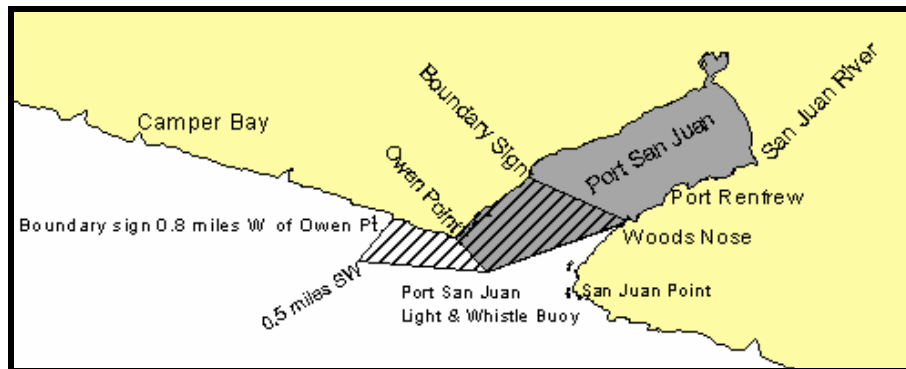 Camper Bay
Boundary Sign
Owen Point
Port San Juan
San Juan River
Port Renfrew
Boundary sign 0.8 miles W of Owen Pt.
Woods Nose
0.5 miles SW
Port San Juan
Light & Whistle Buoy
San Juan Point